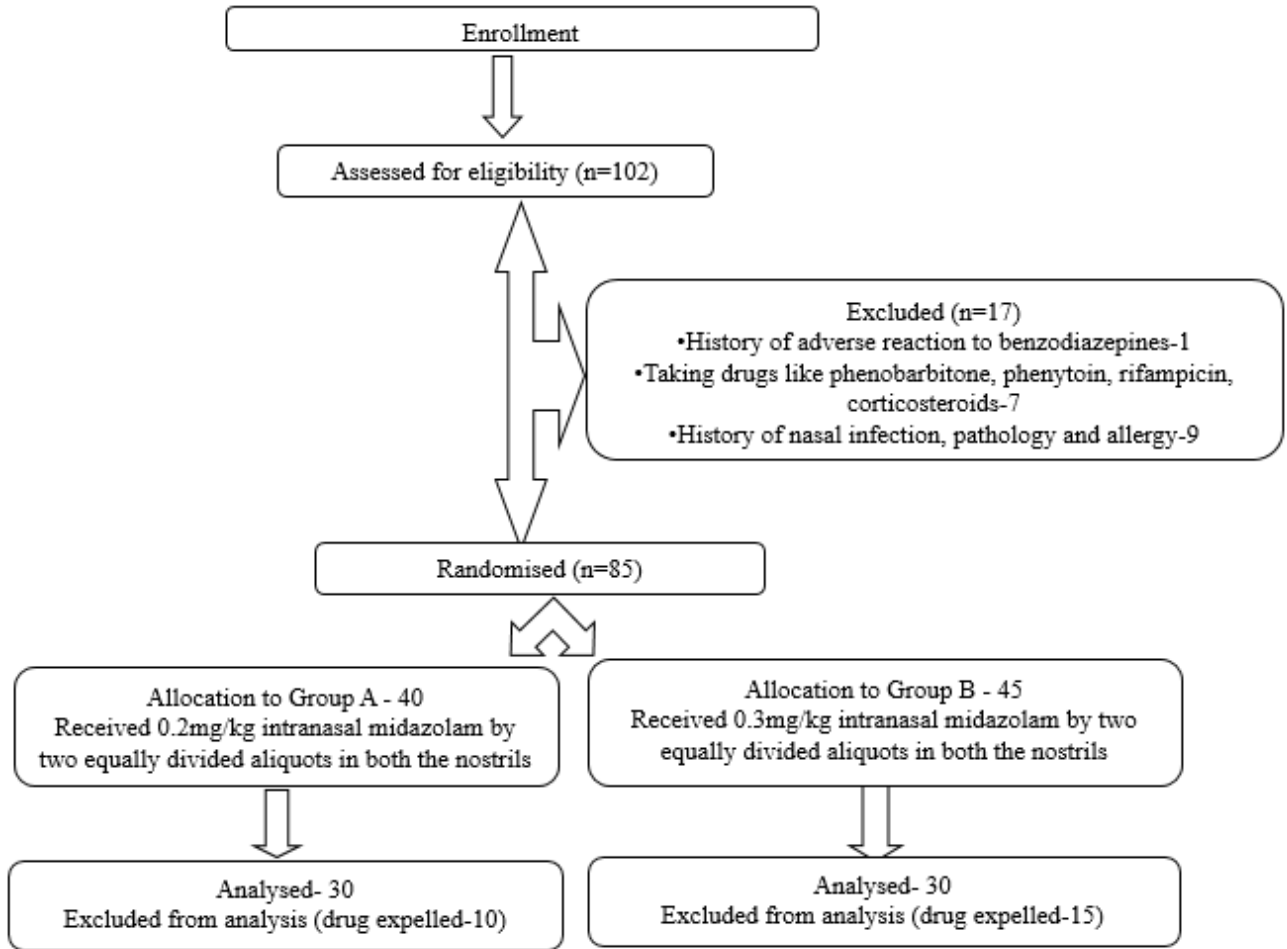 Enrollment
Assessed for eligibility (n=102)
Excluded (n=17)
•History of adverse reaction to benzodiazepines-1
•Taking drugs like phenobarbitone, phenytoin, rifampicin,
corticosteroids-7
•History of nasal infection, pathology and allergy-9
Randomised (n=85)
Allocation to Group A - 40
Received 0.2mg/kg intranasal midazolam by
two equally divided aliquots in both the nostrils
Allocation to Group B - 45
Received 0.3mg/kg intranasal midazolam by two
equally divided aliquots in both the nostrils
Analysed- 30
Excluded from analysis (drug expelled-10)
Analysed- 30
Excluded from analysis (drug expelled-15)